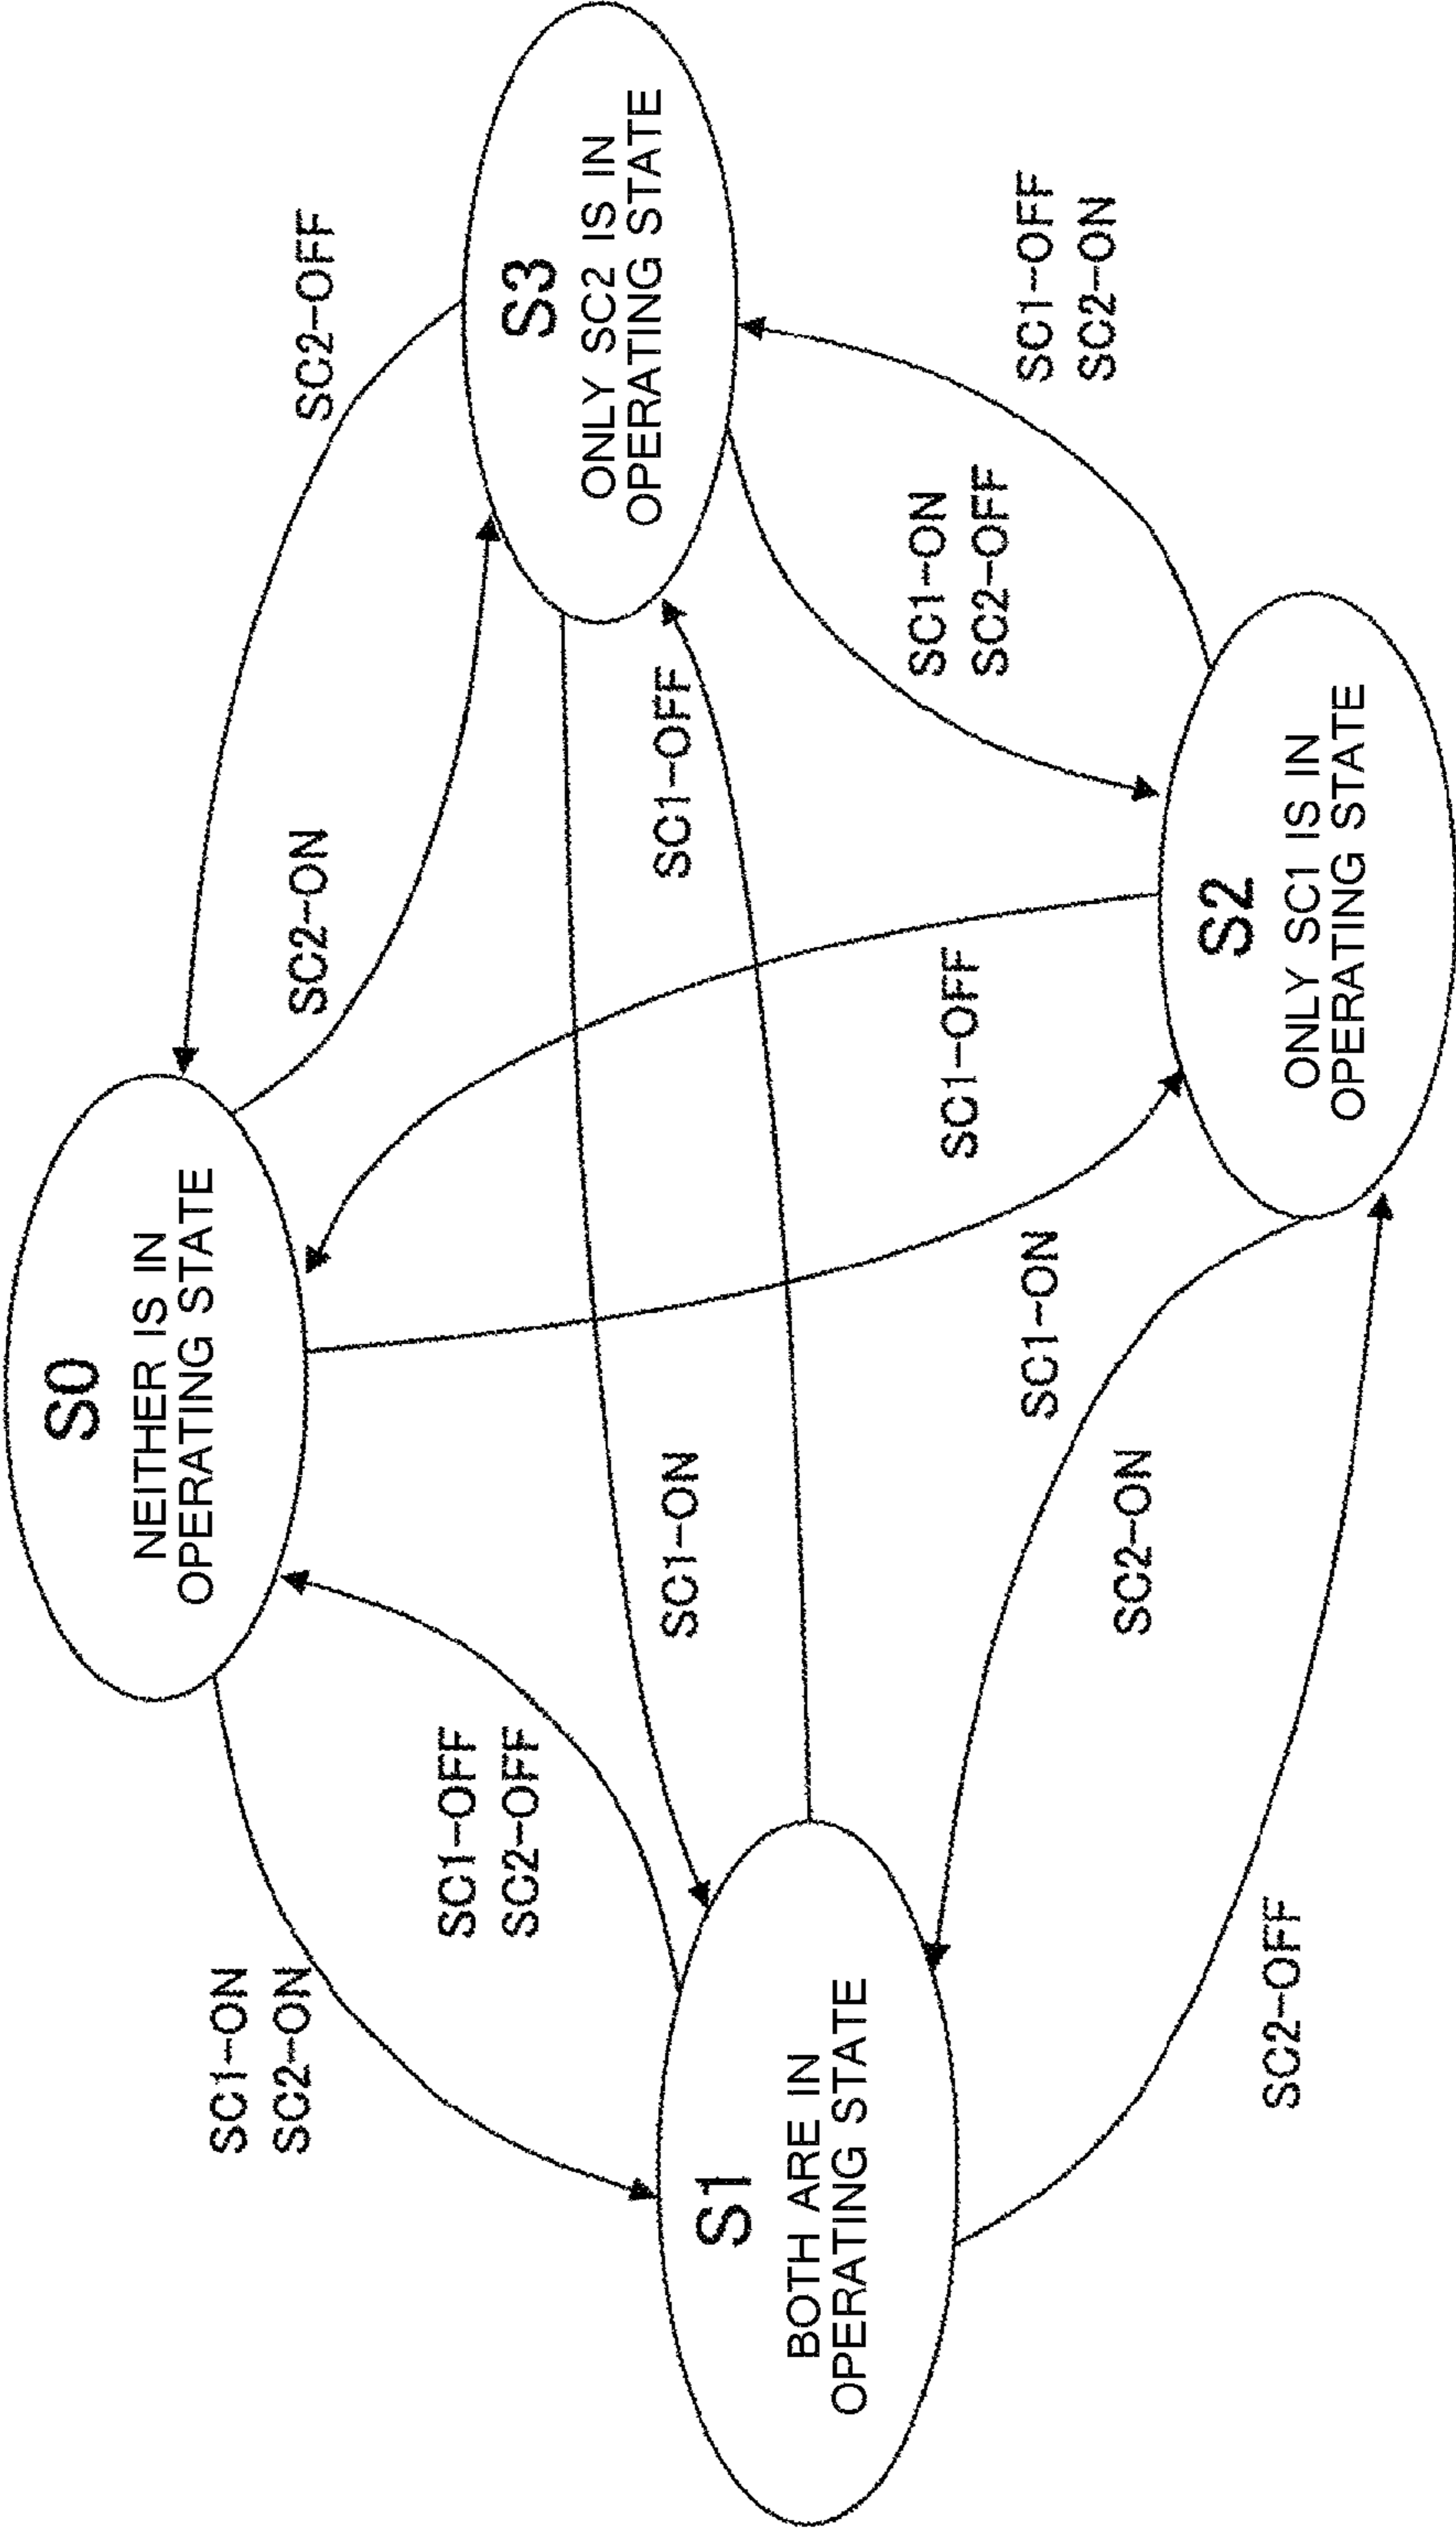 S0
NEITHER IS IN
OPERATING STATE
SC1-ON
SC2-ON
SC1-OFF
SC2-OFF
SC2-ON
SC2-OFF
S1
BOTH ARE IN
OPERATING STATE
SC1-ON
SC1-OFF
S3
ONLY SC2 IS IN
OPERATING STATE
SC2-OFF
SC2-ON
SC1-ON
SC1-OFF
SC1-ON
SC2-OFF
SC1-OFF
SC2-ON
S2
ONLY SC1 IS IN
OPERATING STATE